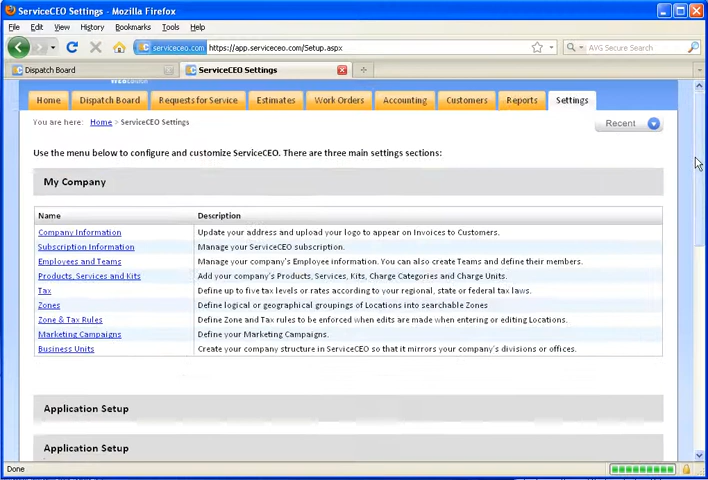 ServiceCEO Settings - Mozilla Firefox
File Edit View History Bookmarks Tools Help
serviceceo.com https://app.serviceceo.com/Setup.aspx AVG Secure Search
Dispatch Board ServiceCEO Settings
Home Dispatch Board Requests for Service Estimates Work Orders Accounting Customers Reports Settings
You are here: Home > ServiceCEO Settings Recent
Use the menu below to configure and customize ServiceCEO. There are three main settings sections:
My Company
Name Description
Company Information Update your address and upload your logo to appear on Invoices to Customers.
Subscription Information Manage your ServiceCEO subscription.
Employees and Teams Manage your Company's Employee information. You can also create Teams and define their members.
Products, Services and Kits Add your company's Products, Services, Kits, Charge Categories and Charge Units.
Tax Define up to five tax levels or rates according to your regional, state or federal tax laws.
Zones Define logical or geographical groupings of Locations into searchable Zones
Zone & Tax Rules Define Zone and Tax rules to be enforced when edits are made when entering or editing Locations.
Marketing Campaigns Define your Marketing Campaigns.
Business Units Create your company structure in ServiceCEO so that it mirrors your company's divisions or offices.
Application Setup
Application Setup
Done